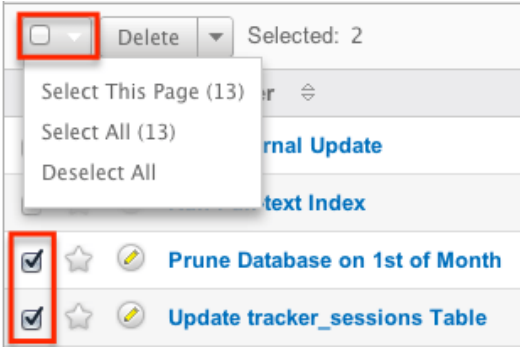 Delete Selected: 2
Select This Page (13)
Select All (13)
Deselect All
Update
text Index
Prune Database on 1st of Month
Update tracker_sessions Table